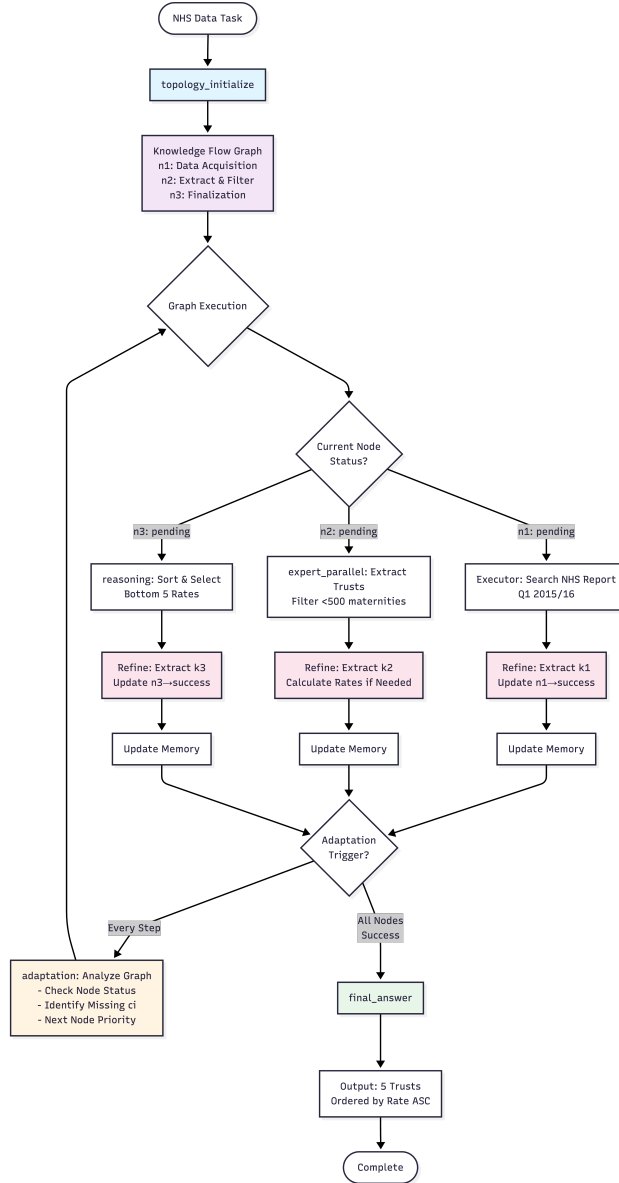 NHS Data Task
topology_initialize
Knowledge Flow Graph
n1: Data Acquisition
n2: Extract & Filter
n3: Finalization
Graph Execution
Current Node
Status?
n3: pending
n2: pending
n1: pending
reasoning: Sort & Select
Bottom 5 Rates
expert_parallel: Extract
Trusts
Filter <500 maternities
Executor: Search NHS Report
Q1 2015/16
Refine: Extract k3
Update n3→success
Refine: Extract k2
Calculate Rates if Needed
Refine: Extract k1
Update n1→success
Update Memory
Update Memory
Update Memory
Adaptation
Trigger?
Every Step
All Nodes
Success
adaptation: Analyze Graph
- Check Node Status
- Identify Missing ci
- Next Node Priority
final_answer
Output: 5 Trusts
Ordered by Rate ASC
Complete